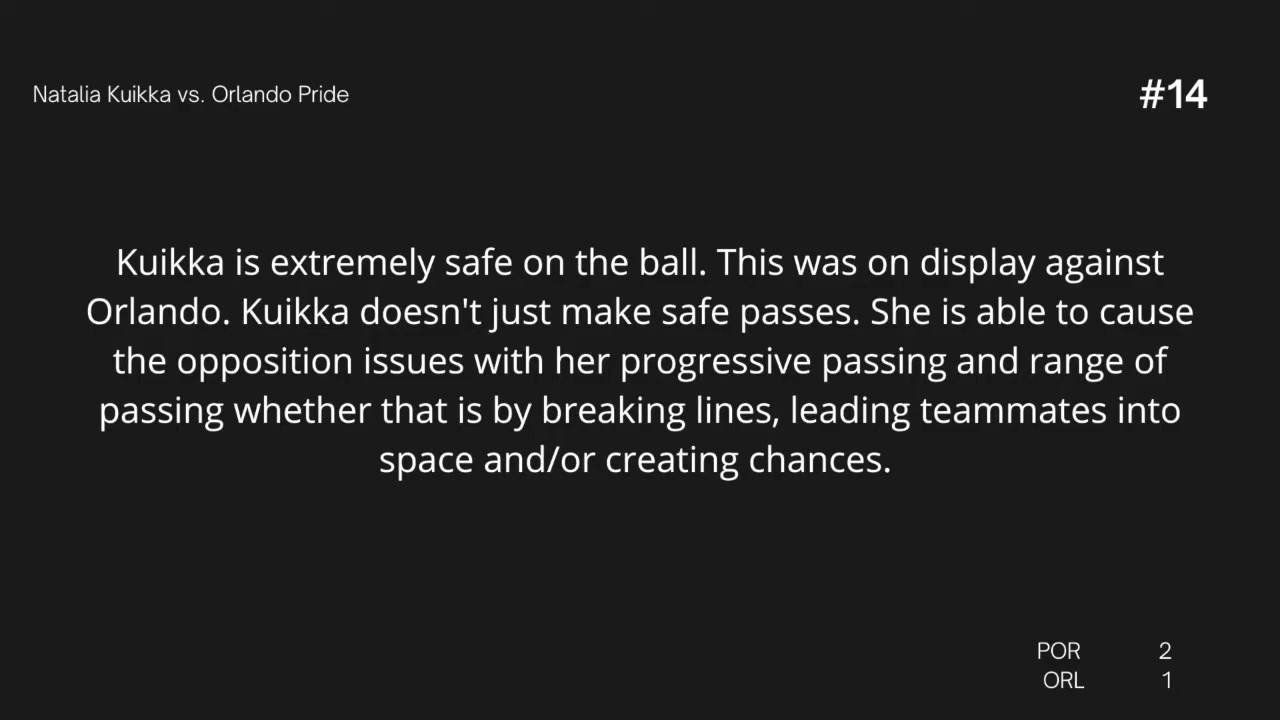 Natalia Kuikka vs. Orlando Pride
#14
Kuikka is extremely safe on the ball. This was on display against
Orlando. Kuikka doesn't just make safe passes. She is able to cause
the opposition issues with her progressive passing and range of
passing whether that is by breaking lines, leading teammates into
space and/or creating chances.
POR 2
ORL 1